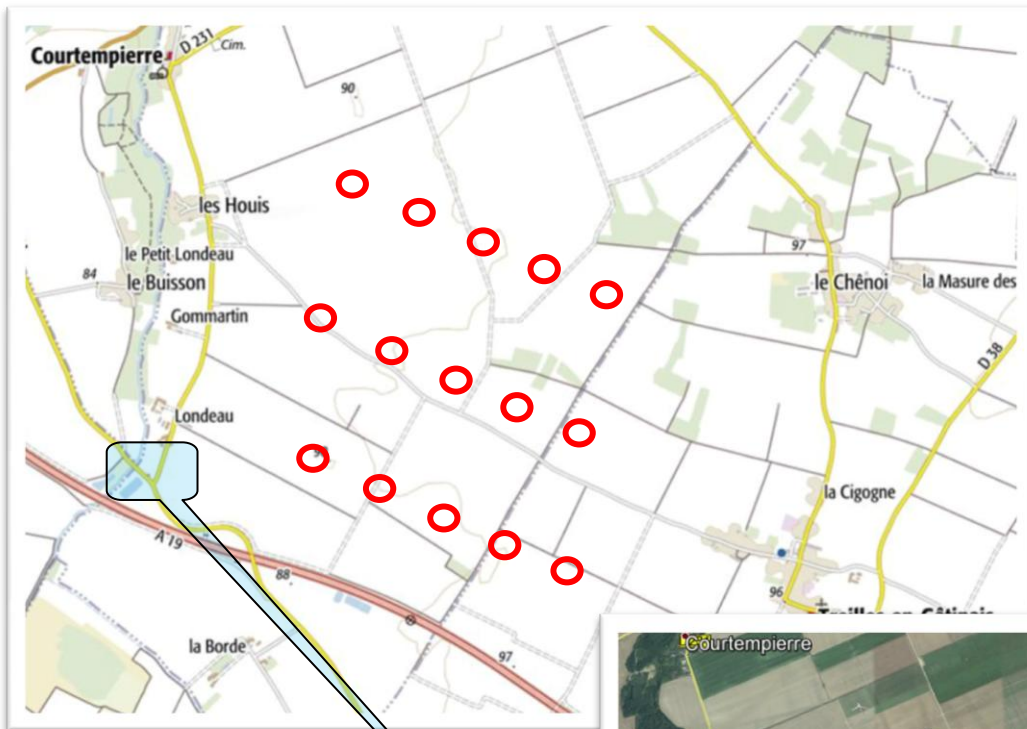 Courtempierre
D 231
Cim.
90
les Houis
le Petit Londeau
84
le Buisson
97
le Chênoi
la Masure des
Gommartin
D 38
Londeau
la Cigogne
A 19
88
96
la Borde
97
Courtempierre